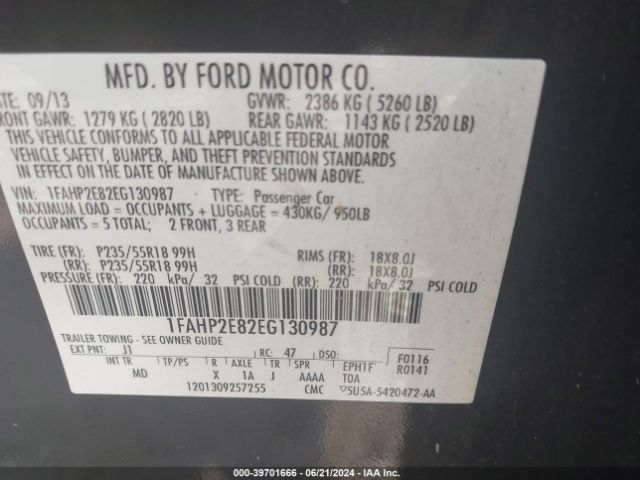 MFD. BY FORD MOTOR CO.
ATE: 09/13 GVWR: 2386 KG ( 5260 LB)
FRONT GAWR: 1279 KG ( 2820 LB) REAR GAWR: 1143 KG ( 2520 LB)
THIS VEHICLE CONFORMS TO ALL APPLICABLE FEDERAL MOTOR
VEHICLE SAFETY, BUMPER, AND THEFT PREVENTION STANDARDS
IN EFFECT ON THE DATE OF MANUFACTURE SHOWN ABOVE.
VIN: 1FAHP2E82EG130987 TYPE: Passenger Car
MAXIMUM LOAD = OCCUPANTS + LUGGAGE = 430KG/ 950LB
OCCUPANTS = 5 TOTAL; 2 FRONT, 3 REAR
TIRE (FR): P235/55R18 99H RIMS (FR): 18X8.0J
(RR): P235/55R18 99H (RR): 18X8.0J
PRESSURE (FR): 220 kPa/ 32 PSI COLD (RR): 220 kPa/ 32 PSI COLD
1FAHP2E82EG130987
TRAILER TOWING - SEE OWNER GUIDE
EXT PNT: J1 RC: 47 DSO: F0116
INT TR TP/PS R AXLE TR SPR EPH1F R0141
MD X 1A J AAAA TOA
1201309257255 CMC ♡5U5A-5420472-AA
000-39701666 - 06/21/2024 - IAA Inc.